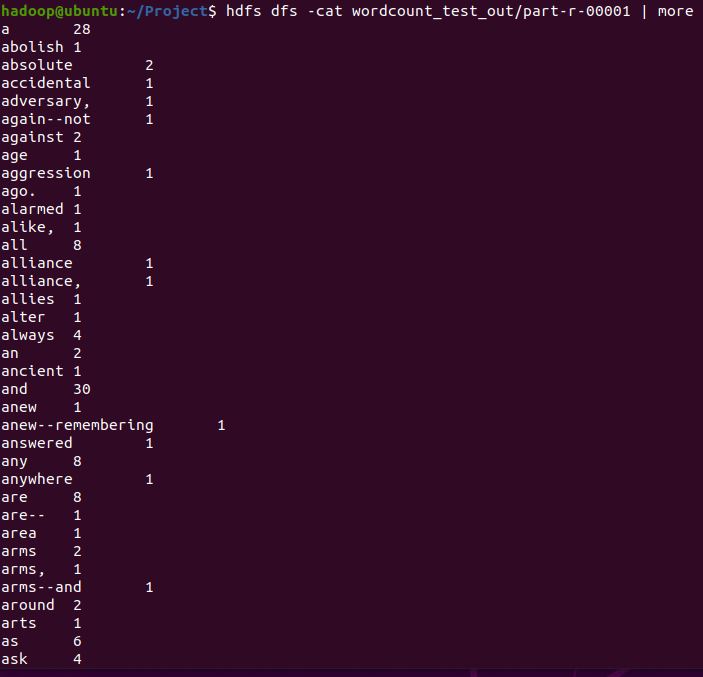 hadoop@ubuntu:~/Project$ hdfs dfs -cat wordcount_test_out/part-r-00001 | more
a 28
abolish 1
absolute 2
accidental 1
adversary, 1
again--not 1
against 2
age 1
aggression 1
ago. 1
alarmed 1
alike, 1
all 8
alliance 1
alliance, 1
allies 1
alter 1
always 4
an 2
ancient 1
and 30
anew 1
anew--remembering 1
answered 1
any 8
anywhere 1
are 8
are-- 1
area 1
arms 2
arms, 1
arms--and 1
around 2
arts 1
as 6
ask 4